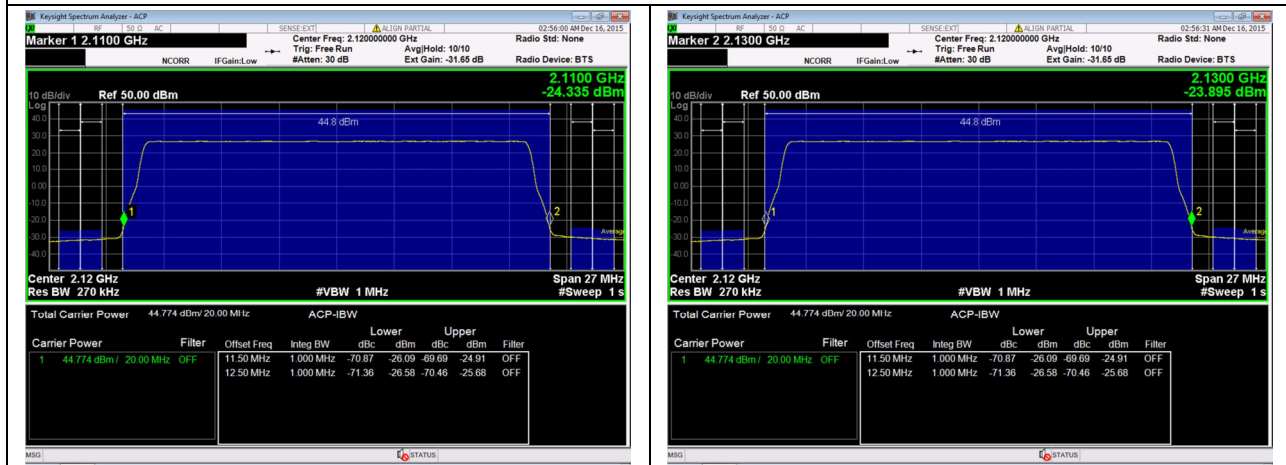 Keysight Spectrum Analyzer - ACP
RF 50 Ω AC SENSE:EXT ALIGN PARTIAL 02:56:00 AM Dec 16, 2015
Marker 1 2.1100 GHz
Center Freq: 2.120000000 GHz Radio Std: None
Trig: Free Run Avg|Hold: 10/10
NCORR IFGain:Low #Atten: 30 dB Ext Gain: -31.65 dB Radio Device: BTS
2.1100 GHz
-24.335 dBm
10 dB/div Ref 50.00 dBm
Log
40.0
44.8 dBm
30.0
20.0
10.0
0.00
-10.0
-20.0
1
2
-30.0
Average
-40.0
Center 2.12 GHz Span 27 MHz
Res BW 270 kHz #VBW 1 MHz #Sweep 1 s
Total Carrier Power 44.774 dBm/ 20.00 MHz ACP-IBW
Lower Upper
Carrier Power Filter Offset Freq Integ BW dBc dBm dBc dBm Filter
1 44.774 dBm / 20.00 MHz OFF 11.50 MHz 1.000 MHz -70.87 -26.09 -69.69 -24.91 OFF
12.50 MHz 1.000 MHz -71.36 -26.58 -70.46 -25.68 OFF
MSG STATUS
Keysight Spectrum Analyzer - ACP
RF 50 Ω AC SENSE:EXT ALIGN PARTIAL 02:56:31 AM Dec 16, 2015
Marker 2 2.1300 GHz
Center Freq: 2.120000000 GHz Radio Std: None
Trig: Free Run Avg|Hold: 10/10
NCORR IFGain:Low #Atten: 30 dB Ext Gain: -31.65 dB Radio Device: BTS
2.1300 GHz
-23.895 dBm
10 dB/div Ref 50.00 dBm
Log
40.0
44.8 dBm
30.0
20.0
10.0
0.00
-10.0
-20.0
1
2
-30.0
Average
-40.0
Center 2.12 GHz Span 27 MHz
Res BW 270 kHz #VBW 1 MHz #Sweep 1 s
Total Carrier Power 44.774 dBm/ 20.00 MHz ACP-IBW
Lower Upper
Carrier Power Filter Offset Freq Integ BW dBc dBm dBc dBm Filter
1 44.774 dBm / 20.00 MHz OFF 11.50 MHz 1.000 MHz -70.87 -26.09 -69.69 -24.91 OFF
12.50 MHz 1.000 MHz -71.36 -26.58 -70.46 -25.68 OFF
MSG STATUS